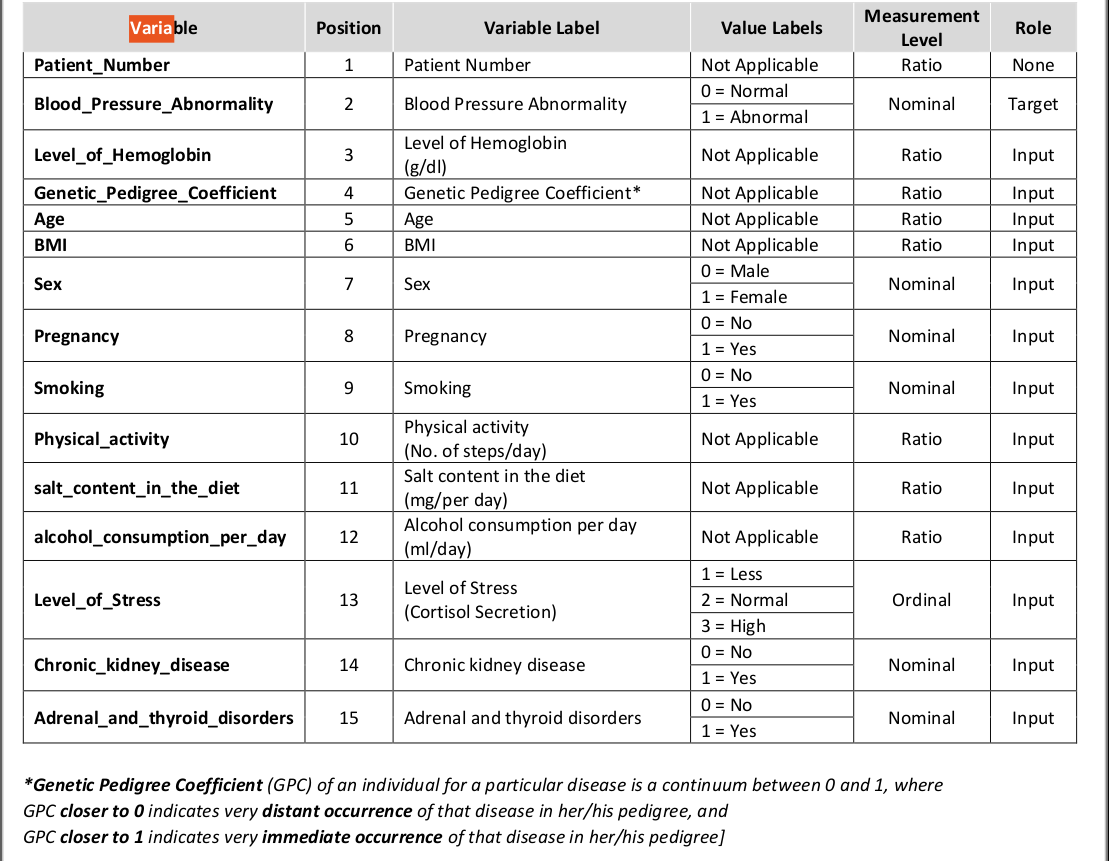 Variable Position Variable Label Value Labels Measurement Level Role
Patient_Number 1 Patient Number Not Applicable Ratio None
Blood_Pressure_Abnormality 2 Blood Pressure Abnormality 0 = Normal Nominal Target
1 = Abnormal
Level_of_Hemoglobin 3 Level of Hemoglobin Not Applicable Ratio Input
(g/dl)
Genetic_Pedigree_Coefficient 4 Genetic Pedigree Coefficient* Not Applicable Ratio Input
Age 5 Age Not Applicable Ratio Input
BMI 6 BMI Not Applicable Ratio Input
Sex 7 Sex 0 = Male Nominal Input
1 = Female
Pregnancy 8 Pregnancy 0 = No Nominal Input
1 = Yes
Smoking 9 Smoking 0 = No Nominal Input
1 = Yes
Physical_activity 10 Physical activity Not Applicable Ratio Input
(No. of steps/day)
salt_content_in_the_diet 11 Salt content in the diet Not Applicable Ratio Input
(mg/per day)
alcohol_consumption_per_day 12 Alcohol consumption per day Not Applicable Ratio Input
(ml/day)
Level_of_Stress 13 Level of Stress 1 = Less Ordinal Input
(Cortisol Secretion) 2 = Normal
3 = High
Chronic_kidney_disease 14 Chronic kidney disease 0 = No Nominal Input
1 = Yes
Adrenal_and_thyroid_disorders 15 Adrenal and thyroid disorders 0 = No Nominal Input
1 = Yes
*Genetic Pedigree Coefficient (GPC) of an individual for a particular disease is a continuum between 0 and 1, where
GPC closer to 0 indicates very distant occurrence of that disease in her/his pedigree, and
GPC closer to 1 indicates very immediate occurrence of that disease in her/his pedigree]